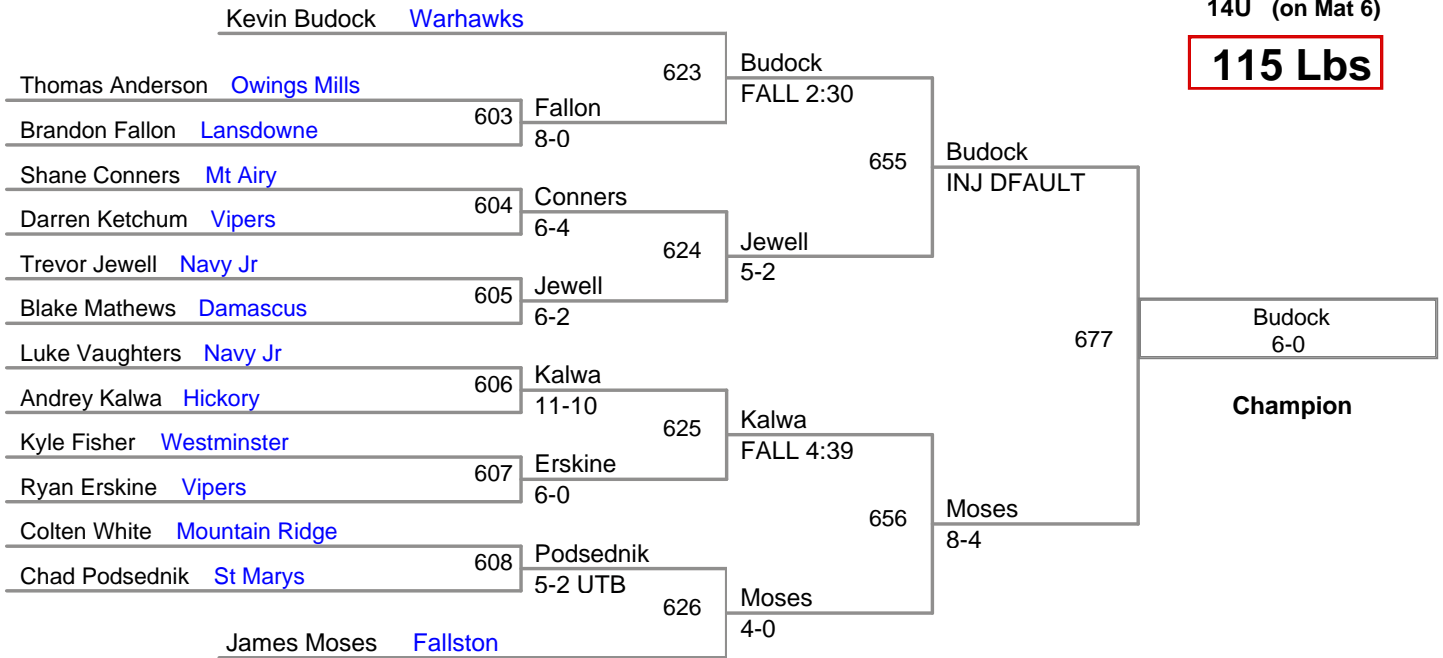 14U (on Mat 6)
115 Lbs
Kevin Budock Warhawks
Thomas Anderson Owings Mills
Brandon Fallon Lansdowne
Shane Conners Mt Airy
Darren Ketchum Vipers
Trevor Jewell Navy Jr
Blake Mathews Damascus
Luke Vaughters Navy Jr
Andrey Kalwa Hickory
Kyle Fisher Westminster
Ryan Erskine Vipers
Colten White Mountain Ridge
Chad Podsednik St Marys
James Moses Fallston
603
Fallon
8-0
604
Conners
6-4
605
Jewell
6-2
606
Kalwa
11-10
607
Erskine
6-0
608
Podsednik
5-2 UTB
623
Budock
FALL 2:30
624
Jewell
5-2
625
Kalwa
FALL 4:39
626
Moses
4-0
655
Budock
INJ DFAULT
656
Moses
8-4
677
Budock
6-0
Champion